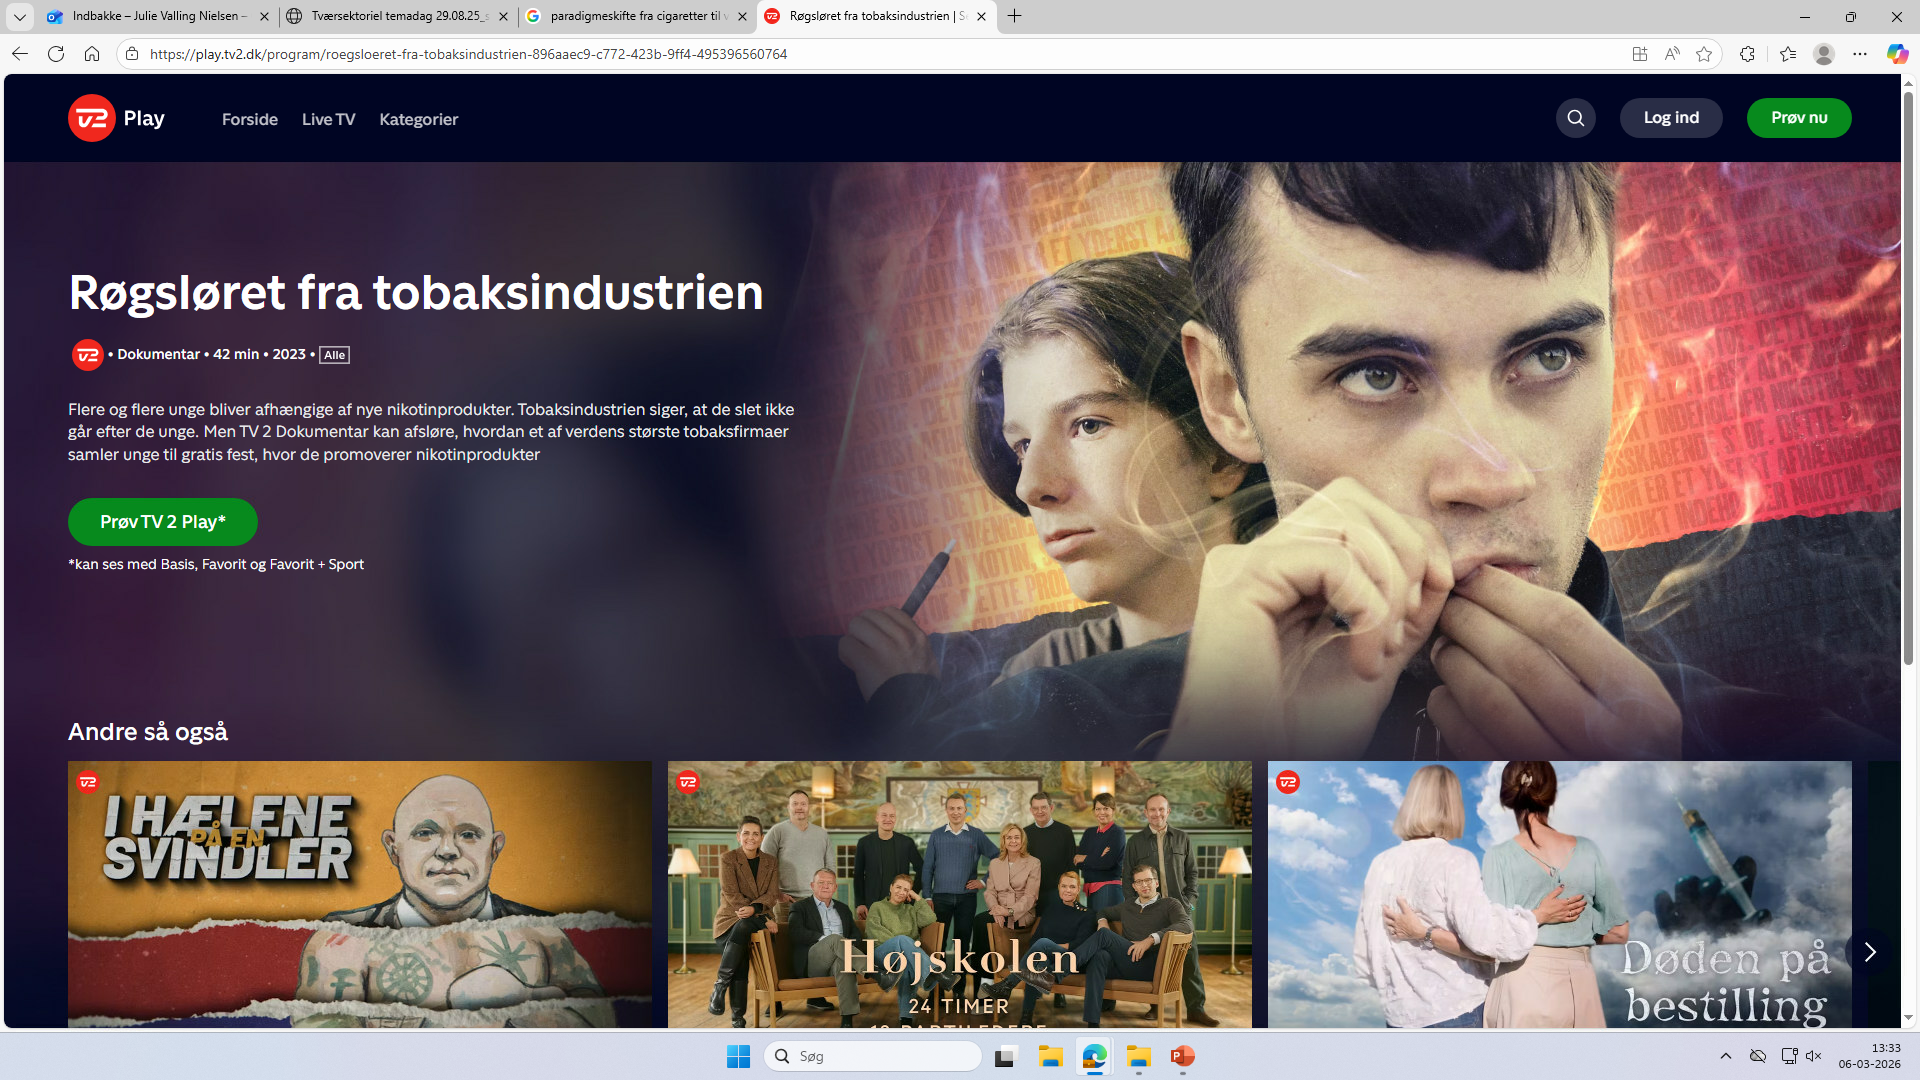 Indbakke – Julie Valling Nielsen –
Tværsektoriel temadag 29.08.25_s
paradigmeskifte fra cigaretter til v
Røgsløret fra tobaksindustrien | Se
https://play.tv2.dk/program/roegsloeret-fra-tobaksindustrien-896aaec9-c772-423b-9ff4-495396560764
Play
Forside
Live TV
Kategorier
Log ind
Prøv nu
Røgsløret fra tobaksindustrien
• Dokumentar • 42 min • 2023 • Alle
Flere og flere unge bliver afhængige af nye nikotinprodukter. Tobaksindustrien siger, at de slet ikke
går efter de unge. Men TV 2 Dokumentar kan afsløre, hvordan et af verdens største tobaksfirmaer
samler unge til gratis fest, hvor de promoverer nikotinprodukter
Prøv TV 2 Play*
*kan ses med Basis, Favorit og Favorit + Sport
Andre så også
I HÆLENE
PÅ EN
SVINDLER
Højskolen
24 TIMER
Døden på
bestilling
Søg
13:33
06-03-2026